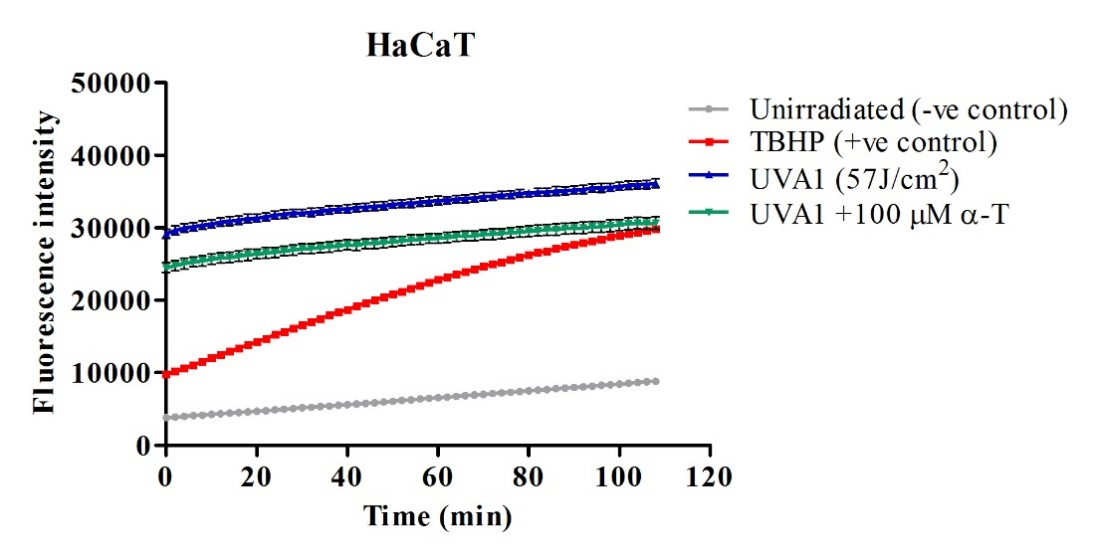 HaCaT
50000
40000
30000
20000
10000
0
Fluorescence intensity
0 20 40 60 80 100 120
Time (min)
Unirradiated (-ve control)
TBHP (+ve control)
UVA1 (57J/cm²)
UVA1 +100 μM α-T